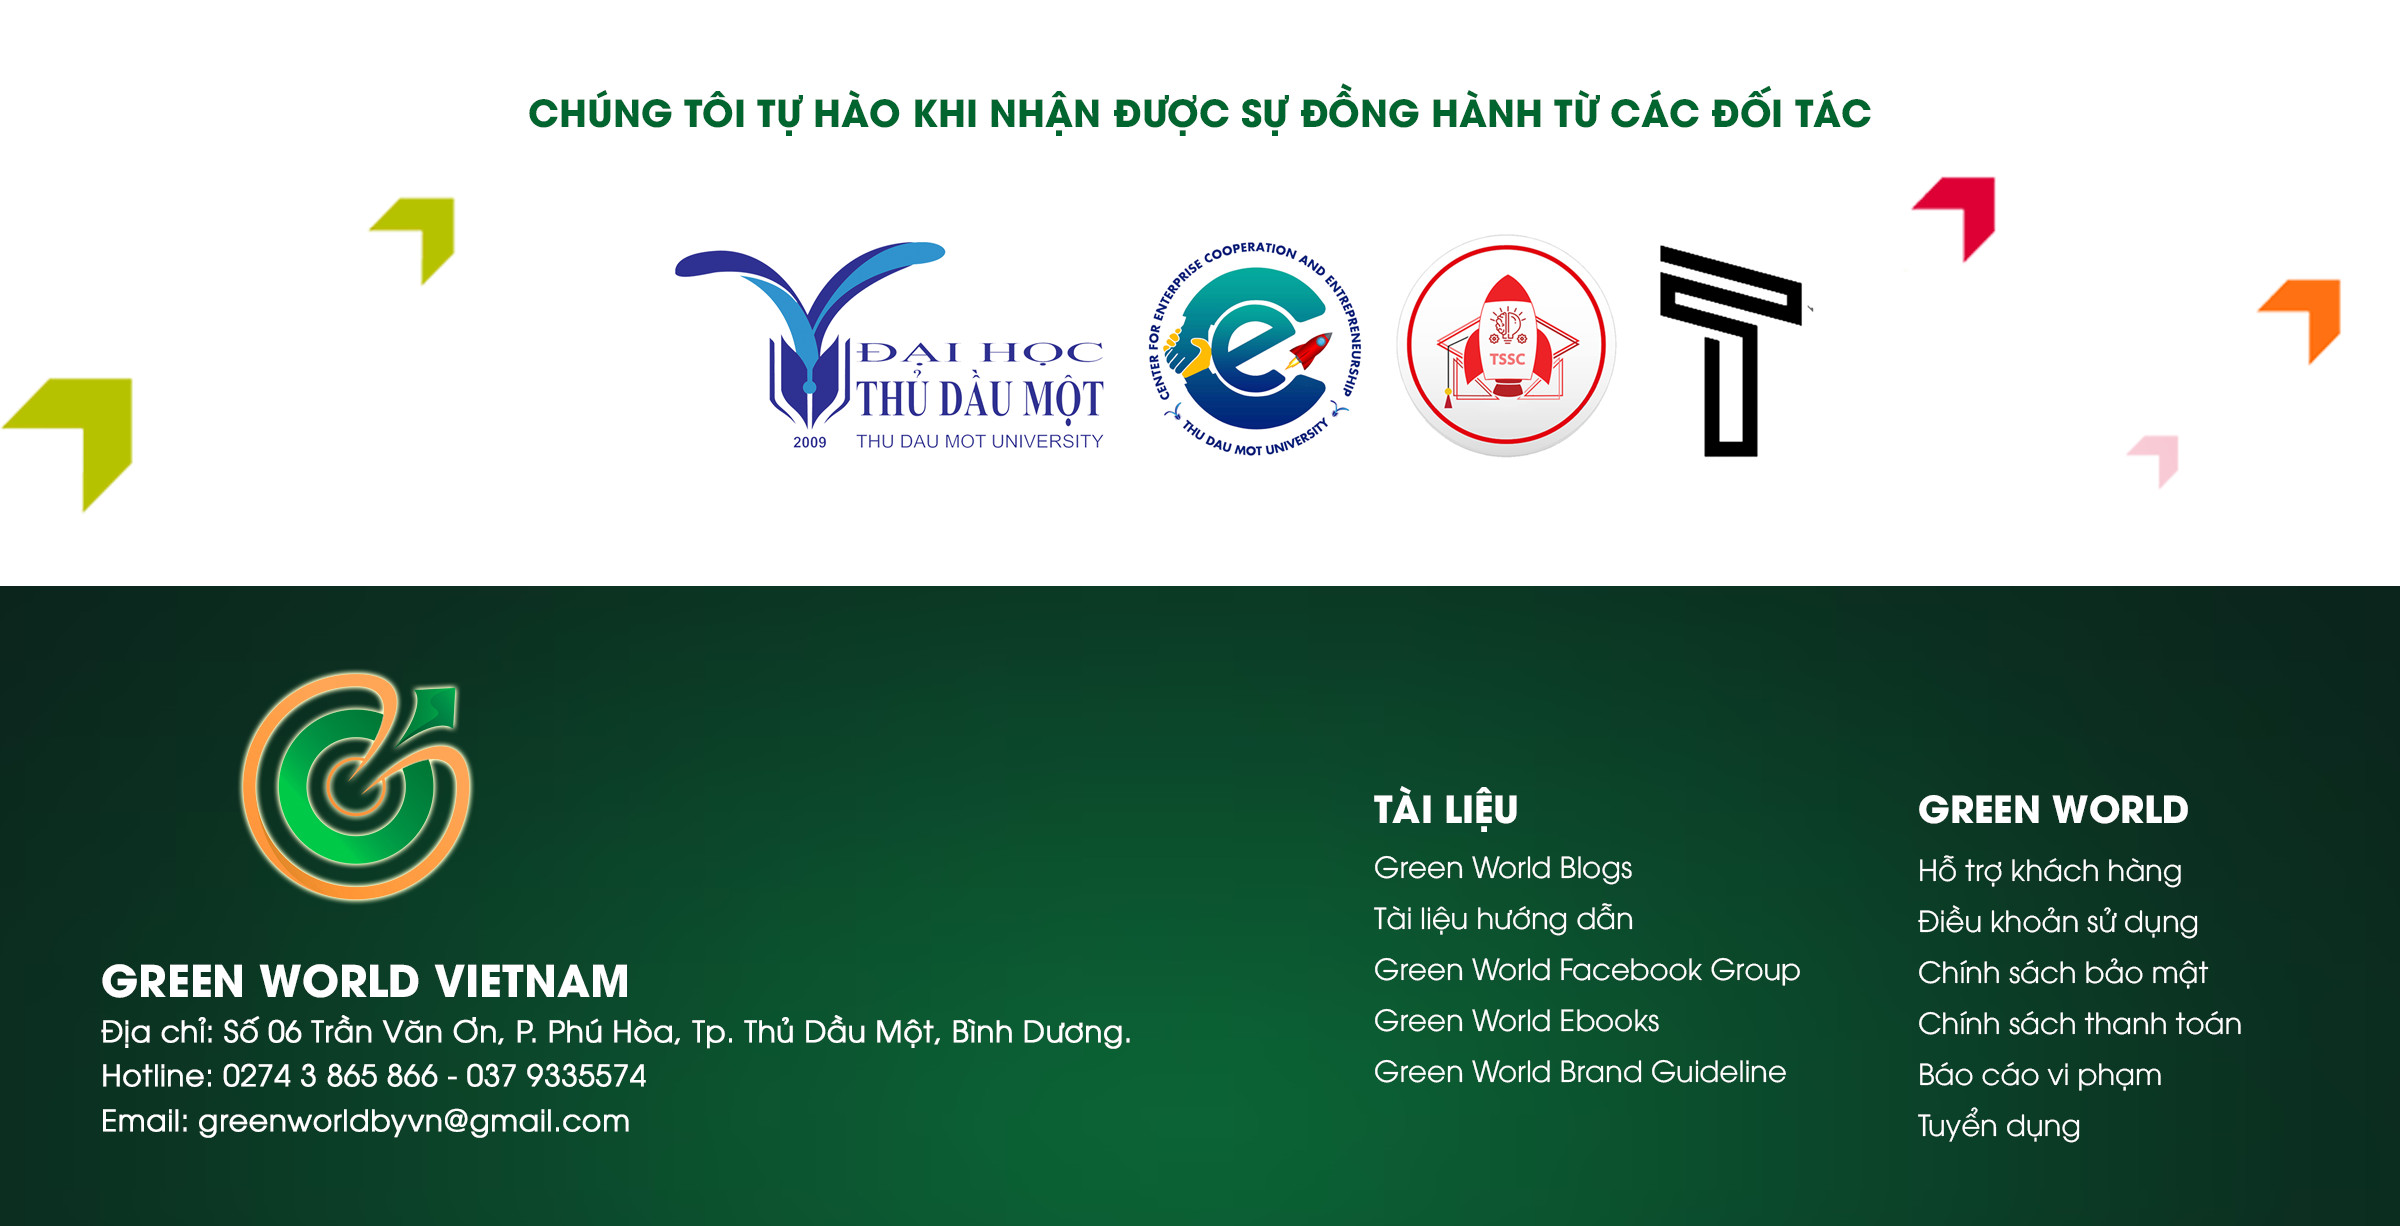 CHÚNG TÔI TỰ HÀO KHI NHẬN ĐƯỢC SỰ ĐỒNG HÀNH TỪ CÁC ĐỐI TÁC
ĐẠI HỌC
THỦ DẦU MỘT
2009
THU DAU MOT UNIVERSITY
CENTER FOR ENTERPRISE COOPERATION AND ENTREPRENEURSHIP
e
THU DAU MOT UNIVERSITY
TSSC
T
GREEN WORLD VIETNAM
Địa chỉ: Số 06 Trần Văn Ơn, P. Phú Hòa, Tp. Thủ Dầu Một, Bình Dương.
Hotline: 0274 3 865 866 - 037 9335574
Email: greenworldbyvn@gmail.com
TÀI LIỆU
Green World Blogs
Tài liệu hướng dẫn
Green World Facebook Group
Green World Ebooks
Green World Brand Guideline
GREEN WORLD
Hỗ trợ khách hàng
Điều khoản sử dụng
Chính sách bảo mật
Chính sách thanh toán
Báo cáo vi phạm
Tuyển dụng